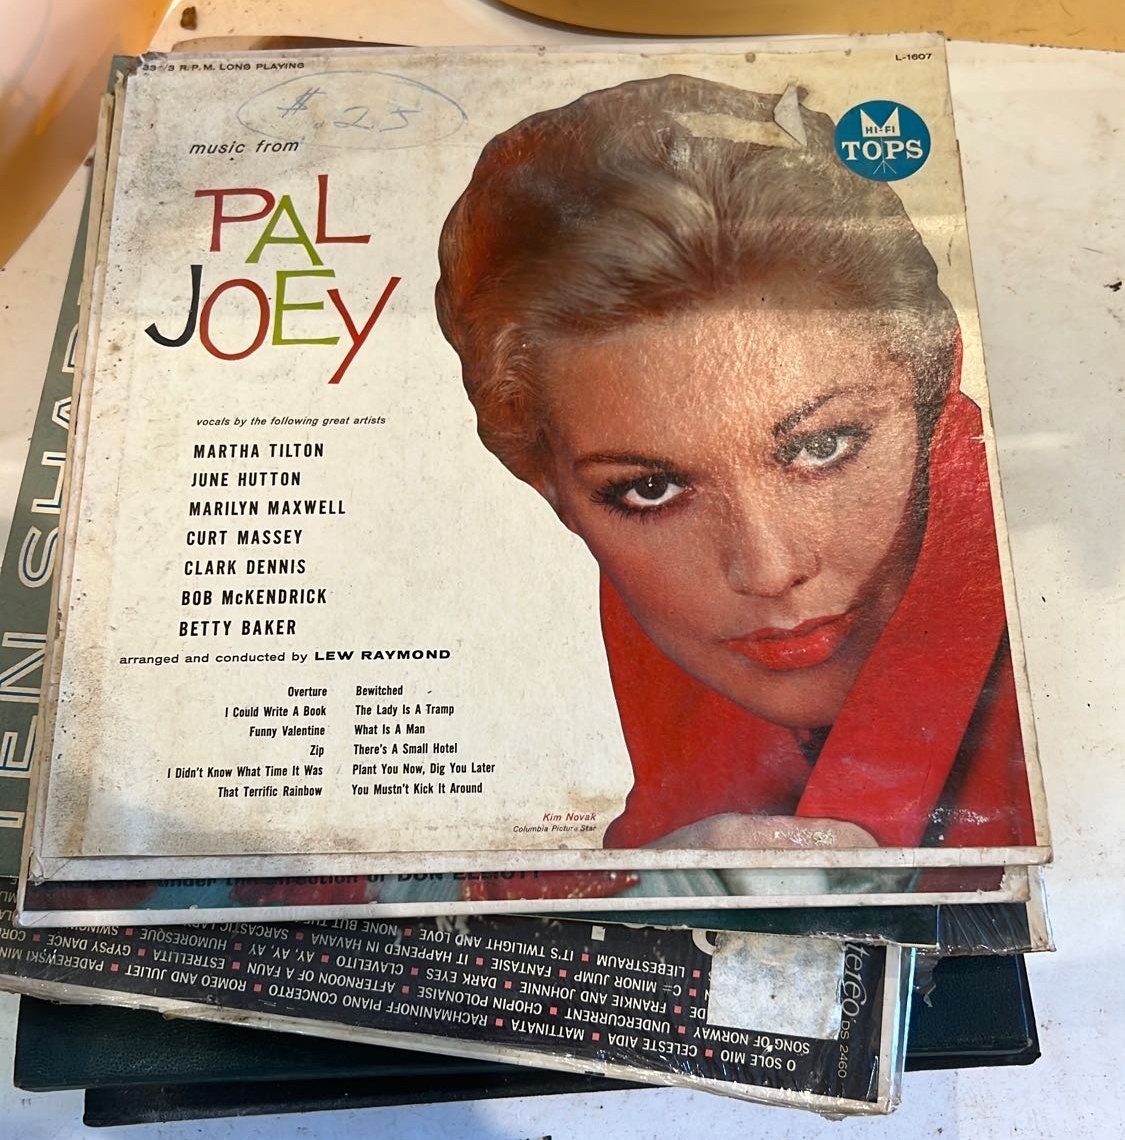 33 1/3 R.P.M. LONG PLAYING
L-1607
$ 25
HI-FI
TOPS
music from
PAL
JOEY
vocals by the following great artists
MARTHA TILTON
JUNE HUTTON
MARILYN MAXWELL
CURT MASSEY
CLARK DENNIS
BOB McKENDRICK
BETTY BAKER
arranged and conducted by LEW RAYMOND
Overture Bewitched
I Could Write A Book The Lady Is A Tramp
Funny Valentine What Is A Man
Zip There's A Small Hotel
I Didn't Know What Time It Was Plant You Now, Dig You Later
That Terrific Rainbow You Mustn't Kick It Around
Kim Novak
Columbia Picture Star
under the direction of DON ELLIOTT
TEN
stereo DS 2460
O SOLE MIO ■ CELESTE AIDA ■ MATTINATA ■ RACHMANINOFF PIANO CONCERTO ■ ROMEO AND JULIET ■ PADEREWSKI
SONG OF NORWAY ■ UNDERCURRENT ■ CHOPIN POLONAISE ■ AFTERNOON OF A FAUN ■ ESTRELLITA ■ GYPSY DANCE
DE ■ FRANKIE AND JOHNNIE ■ DARK EYES ■ CLAVELITO ■ AY, AY, AY ■ HUMORESQUE ■
C# MINOR JUMP ■ FANTASIE ■ IT HAPPENED IN HAVANA ■ SARCASTIC
LIEBESTRAUM ■ IT'S TWILIGHT AND LOVE ■ NONE BUT